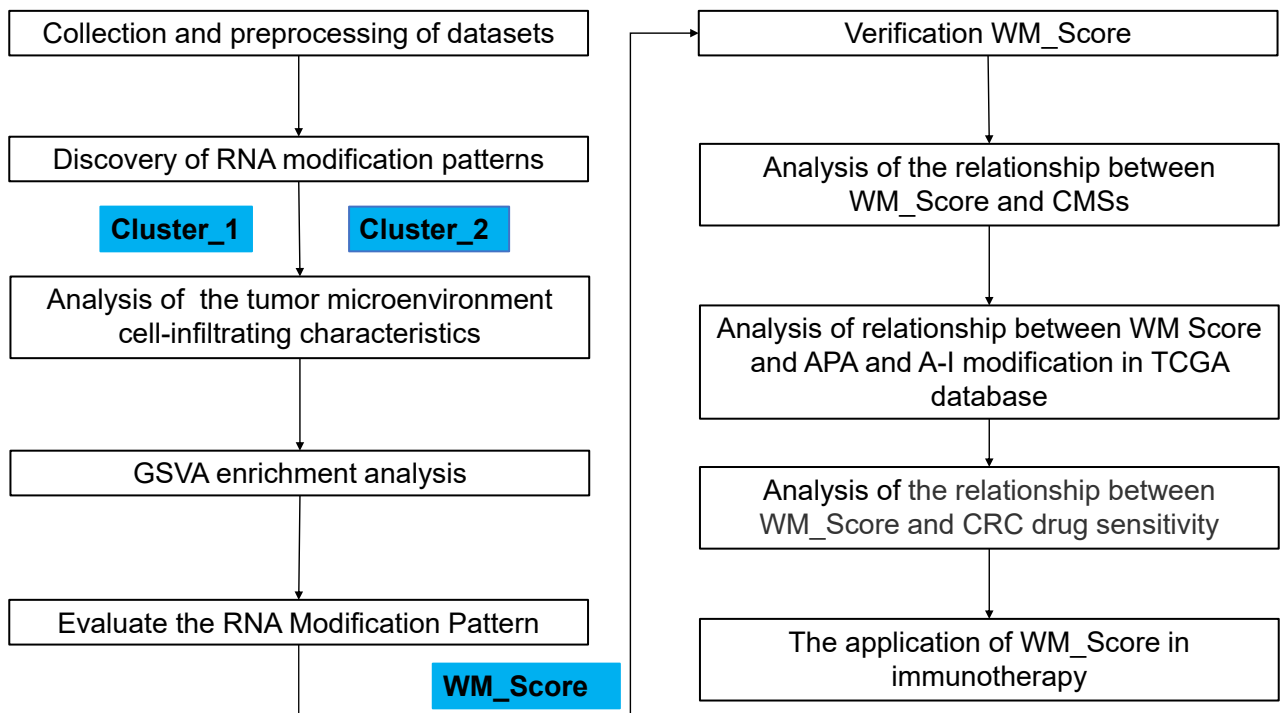 Collection and preprocessing of datasets
Discovery of RNA modification patterns
Cluster_1
Cluster_2
Analysis of the tumor microenvironment
cell-infiltrating characteristics
GSVA enrichment analysis
Evaluate the RNA Modification Pattern
WM_Score
Verification WM_Score
Analysis of the relationship between
WM_Score and CMSs
Analysis of relationship between WM Score
and APA and A-I modification in TCGA
database
Analysis of the relationship between
WM_Score and CRC drug sensitivity
The application of WM_Score in
immunotherapy